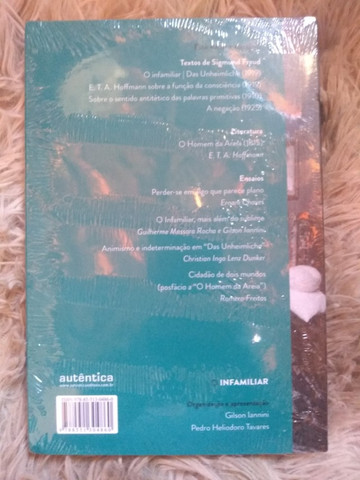 Textos de Sigmund Freud
O infamiliar | Das Unheimliche
E. T. A. Hoffmann sobre a função da consciência
Sobre o sentido antitético das palavras primitivas
A negação (1925)
Literatura
O Homem da Areia
E. T. A. Hoffmann
Ensaios
Perder-se em algo que parece plano
Iannini
O Infamiliar, mais além do sublime
Guilherme Massara Rocha e Gilson Iannini
Animismo e indeterminação em "Das Unheimliche"
Christian Ingo Lenz Dunker
Cidadão de dois mundos
(posfácio a "O Homem da Areia")
Romero Freitas
autêntica
INFAMILIAR
Organização e apresentação
Gilson Iannini
Pedro Heliodoro Tavares